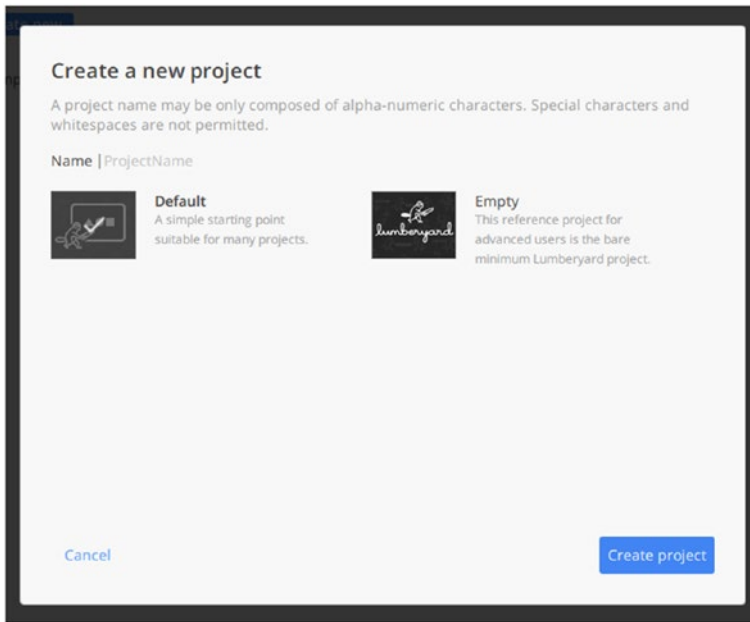 Create a new project
A project name may be only composed of alpha-numeric characters. Special characters and
whitespaces are not permitted.
Name |ProjectName
Default
A simple starting point
suitable for many projects.
lumberyard
Empty
This reference project for
advanced users is the bare
minimum Lumberyard project.
Cancel
Create project